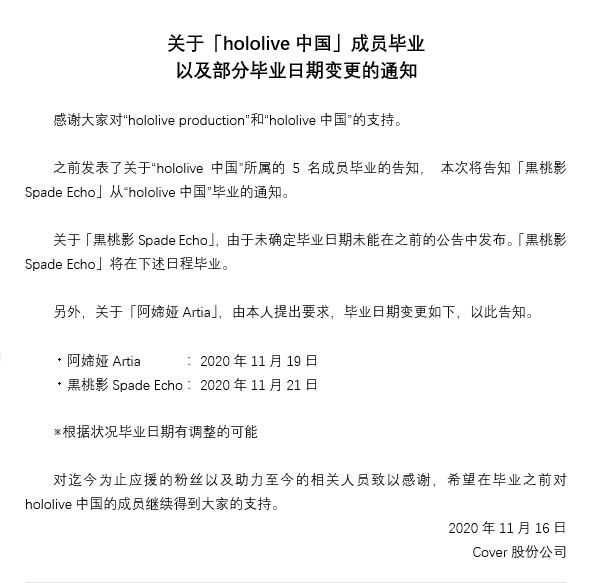 关于「hololive 中国」成员毕业
以及部分毕业日期变更的通知
感谢大家对“hololive production”和“hololive 中国”的支持。
之前发表了关于“hololive 中国”所属的 5 名成员毕业的告知， 本次将告知「黒桃影
Spade Echo」从“hololive 中国”毕业的通知。
关于「黒桃影 Spade Echo」，由于未确定毕业日期未能在之前的公告中发布。「黒桃影
Spade Echo」将在下述日程毕业。
另外，关于「阿媂娅 Artia」，由本人提出要求，毕业日期变更如下，以此告知。
・阿媂娅 Artia ： 2020 年 11 月 19 日
・黒桃影 Spade Echo： 2020 年 11 月 21 日
※根据状况毕业日期有调整的可能
对迄今为止应援的粉丝以及助力至今的相关人员致以感谢，希望在毕业之前对
hololive 中国的成员继续得到大家的支持。
2020 年 11 月 16 日
Cover 股份公司